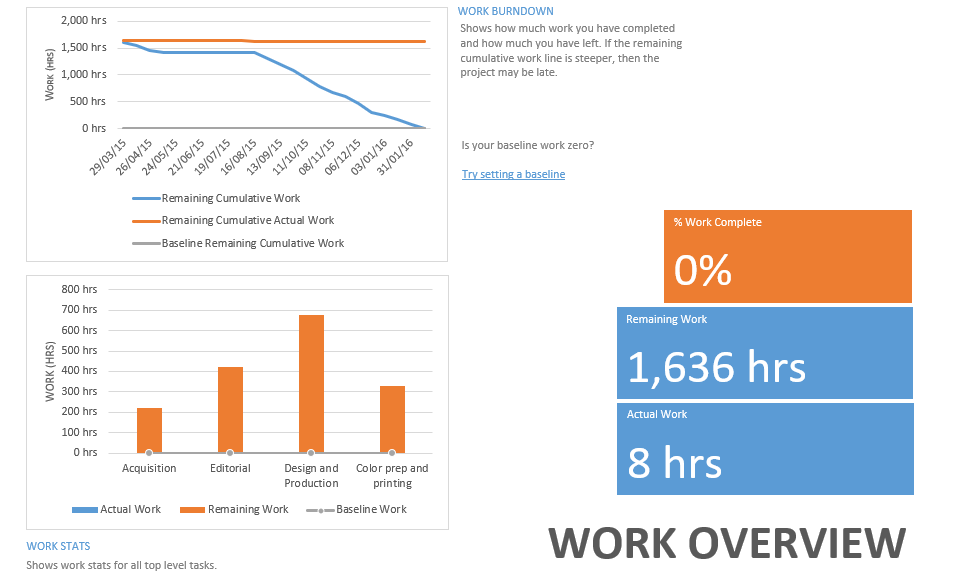 2,000 hrs
1,500 hrs
1,000 hrs
500 hrs
0 hrs
WORK (HRS)
29/03/15
26/04/15
24/05/15
21/06/15
19/07/15
16/08/15
13/09/15
11/10/15
08/11/15
06/12/15
03/01/16
31/01/16
Remaining Cumulative Work
Remaining Cumulative Actual Work
Baseline Remaining Cumulative Work
WORK BURNDOWN
Shows how much work you have completed
and how much you have left. If the remaining
cumulative work line is steeper, then the
project may be late.
Is your baseline work zero?
Try setting a baseline
% Work Complete
0%
Remaining Work
1,636 hrs
Actual Work
8 hrs
800 hrs
700 hrs
600 hrs
500 hrs
400 hrs
300 hrs
200 hrs
100 hrs
0 hrs
WORK (HRS)
Acquisition
Editorial
Design and
Production
Color prep and
printing
Actual Work
Remaining Work
Baseline Work
WORK STATS
Shows work stats for all top level tasks.
WORK OVERVIEW